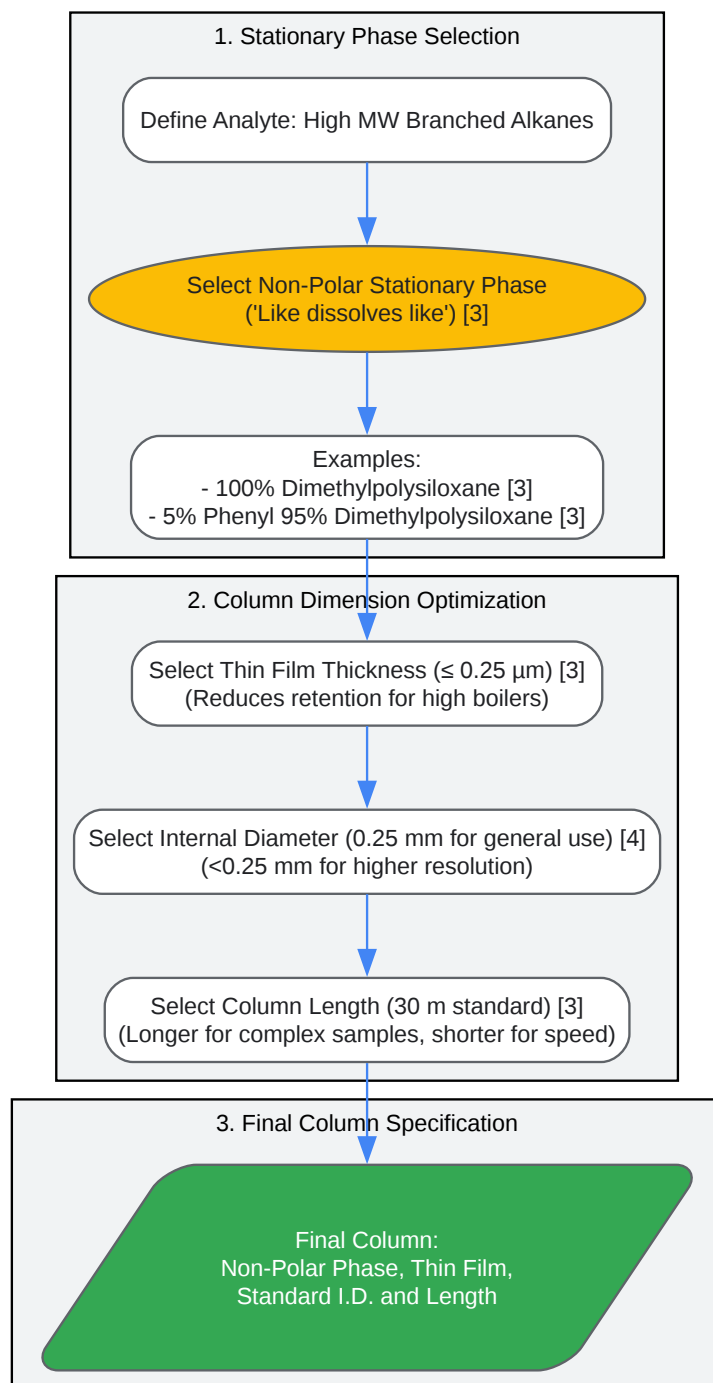 1. Stationary Phase Selection
Define Analyte: High MW Branched Alkanes
Select Non-Polar Stationary Phase
('Like dissolves like') [3]
Examples:
- 100% Dimethylpolysiloxane [3]
- 5% Phenyl 95% Dimethylpolysiloxane [3]
2. Column Dimension Optimization
Select Thin Film Thickness (≤ 0.25 µm) [3]
(Reduces retention for high boilers)
Select Internal Diameter (0.25 mm for general use) [4]
(<0.25 mm for higher resolution)
Select Column Length (30 m standard) [3]
(Longer for complex samples, shorter for speed)
3. Final Column Specification
Final Column:
Non-Polar Phase, Thin Film,
Standard I.D. and Length